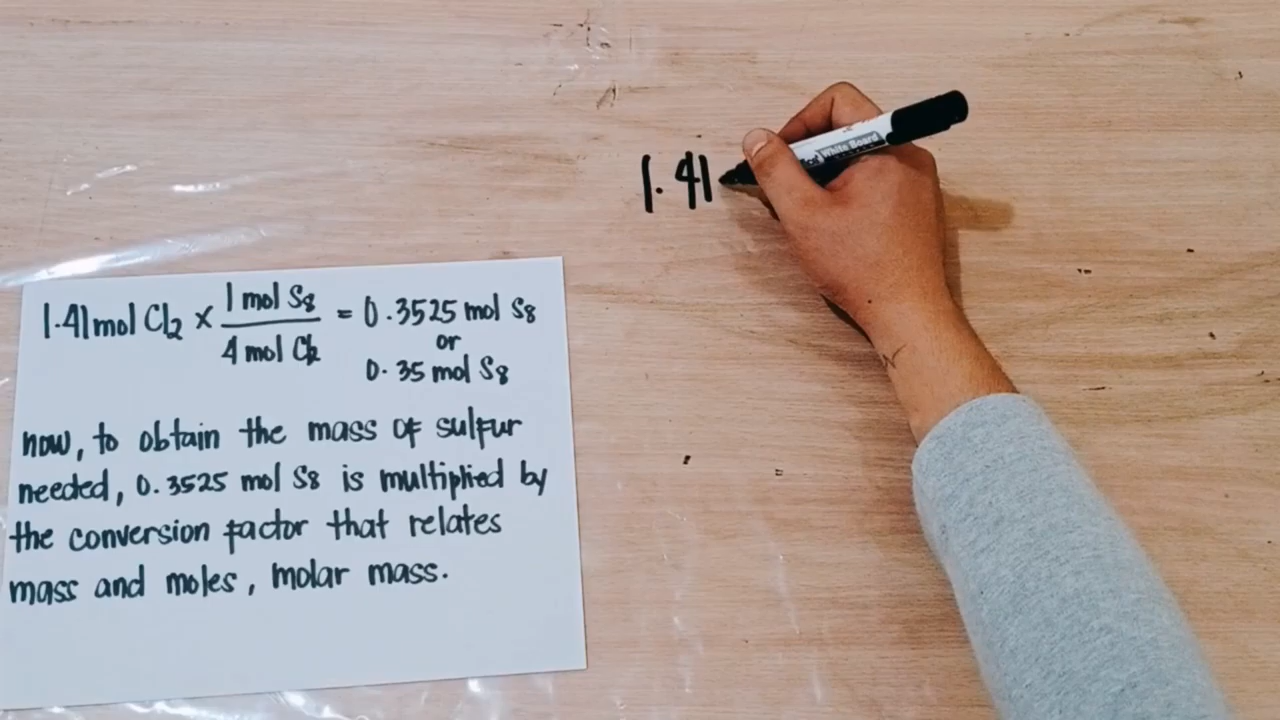 1.41
White Board
1.41 mol Cl₂ × 1 mol S₈ / 4 mol Cl₂ = 0.3525 mol S₈
or
0.35 mol S₈
now, to obtain the mass of sulfur
needed, 0.3525 mol S₈ is multiplied by
the conversion factor that relates
mass and moles, molar mass.